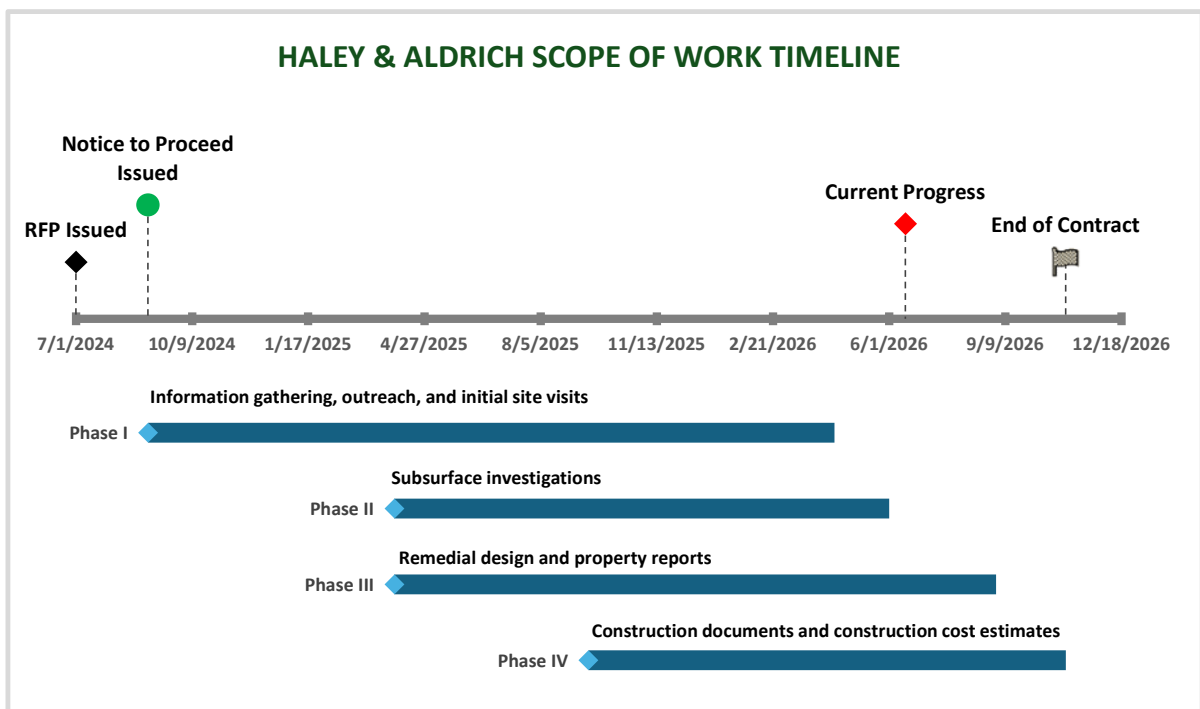 HALEY & ALDRICH SCOPE OF WORK TIMELINE
Notice to Proceed
Issued
RFP Issued
Current Progress
End of Contract
7/1/2024
10/9/2024
1/17/2025
4/27/2025
8/5/2025
11/13/2025
2/21/2026
6/1/2026
9/9/2026
12/18/2026
Information gathering, outreach, and initial site visits
Phase I
Subsurface investigations
Phase II
Remedial design and property reports
Phase III
Construction documents and construction cost estimates
Phase IV